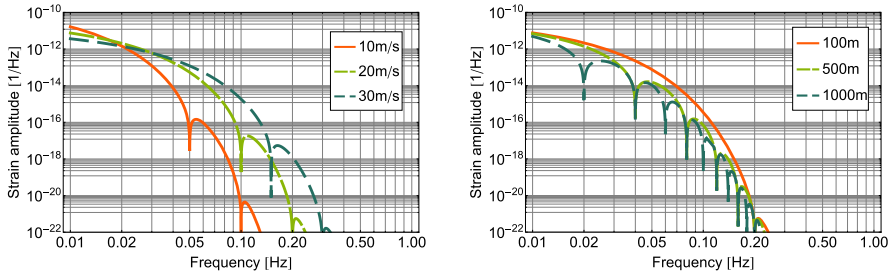 Strain amplitude [1/Hz]
10⁻¹⁰
10⁻¹²
10⁻¹⁴
10⁻¹⁶
10⁻¹⁸
10⁻²⁰
10⁻²²
10m/s
20m/s
30m/s
0.01 0.02 0.05 0.10 0.20 0.50 1.00
Frequency [Hz]
Strain amplitude [1/Hz]
10⁻¹⁰
10⁻¹²
10⁻¹⁴
10⁻¹⁶
10⁻¹⁸
10⁻²⁰
10⁻²²
100m
500m
1000m
0.01 0.02 0.05 0.10 0.20 0.50 1.00
Frequency [Hz]